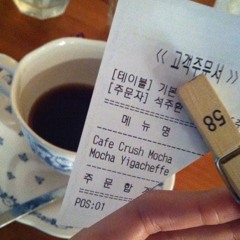 << 고객주문서
[테이블] 기본
[주문자] 석주환
메 뉴 명
Cafe Crush Mocha
Mocha Yigacheffe
주 문 합
POS:01
58